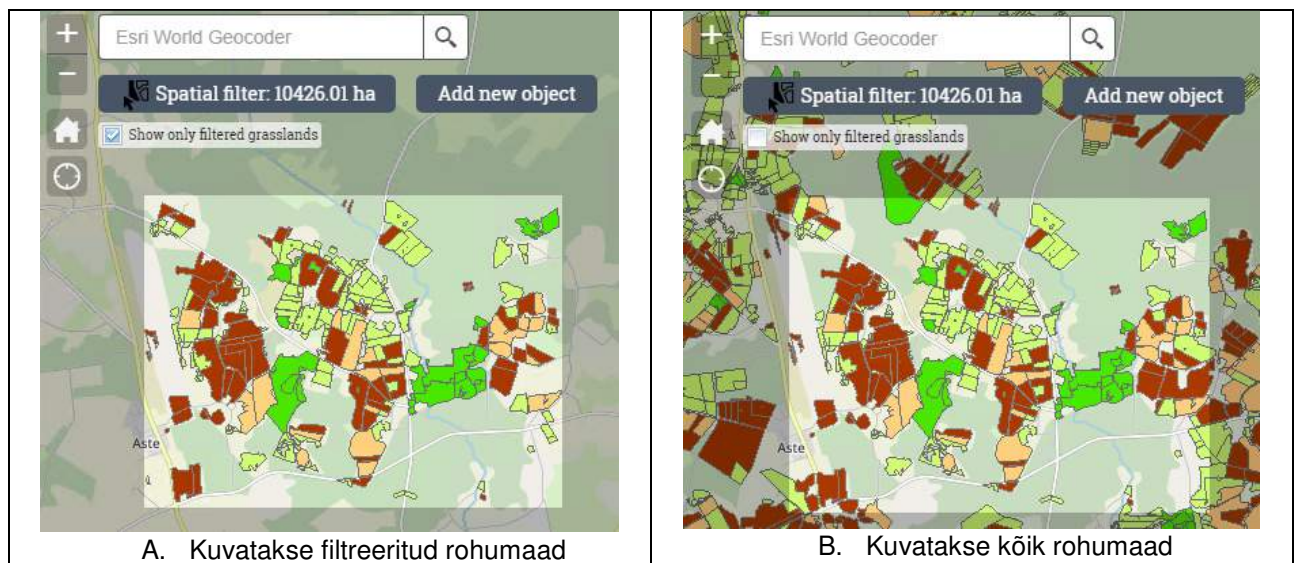 Esri World Geocoder
Spatial filter: 10426.01 ha
Add new object
Show only filtered grasslands
Aste
A. Kuvatakse filtreeritud rohumaad
Esri World Geocoder
Spatial filter: 10426.01 ha
Add new object
Show only filtered grasslands
Aste
B. Kuvatakse kõik rohumaad